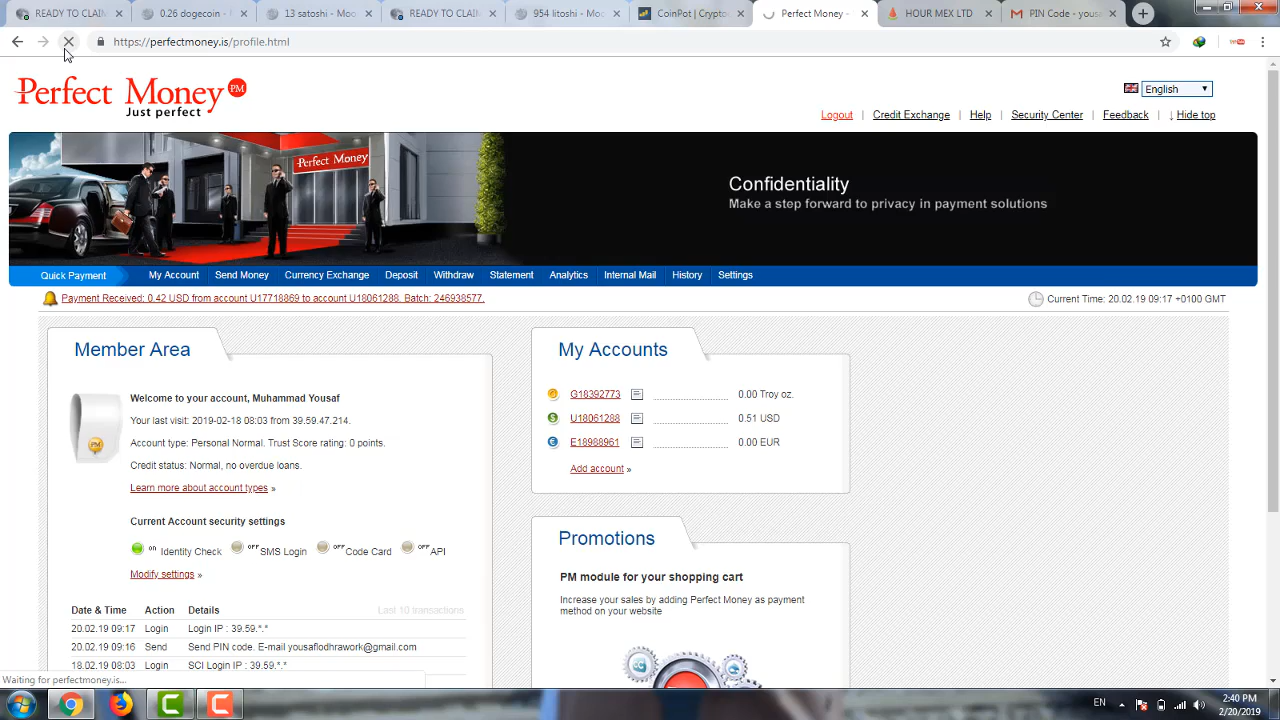 READY TO CLAI
0.26 dogecoin -
13 satoshi - Moo
READY TO CLAI
954 litoshi - Mo
CoinPot | Crypto
Perfect Money -
HOUR MEX LTD
PIN Code - yousa
https://perfectmoney.is/profile.html
Perfect Money PM
Just perfect
English
Logout | Credit Exchange | Help | Security Center | Feedback | ↓ Hide top
Perfect Money
Confidentiality
Make a step forward to privacy in payment solutions
Quick Payment My Account Send Money Currency Exchange Deposit Withdraw Statement Analytics Internal Mail History Settings
Payment Received: 0.42 USD from account U17718869 to account U18061288. Batch: 246938577.
Current Time: 20.02.19 09:17 +0100 GMT
Member Area
Welcome to your account, Muhammad Yousaf
Your last visit: 2019-02-18 08:03 from 39.59.47.214.
Account type: Personal Normal. Trust Score rating: 0 points.
Credit status: Normal, no overdue loans.
Learn more about account types »
Current Account security settings
ON Identity Check OFF SMS Login OFF Code Card OFF API
Modify settings »
Date & Time Action Details Last 10 transactions
20.02.19 09:17 Login Login IP : 39.59.*.*
20.02.19 09:16 Send Send PIN code. E-mail yousaflodhrawork@gmail.com
18.02.19 08:03 Login SCI Login IP : 39.59.*.*
My Accounts
G18392773 0.00 Troy oz.
U18061288 0.51 USD
E18988961 0.00 EUR
Add account »
Promotions
PM module for your shopping cart
Increase your sales by adding Perfect Money as payment
method on your website
Waiting for perfectmoney.is...
EN
2:40 PM
2/20/2019